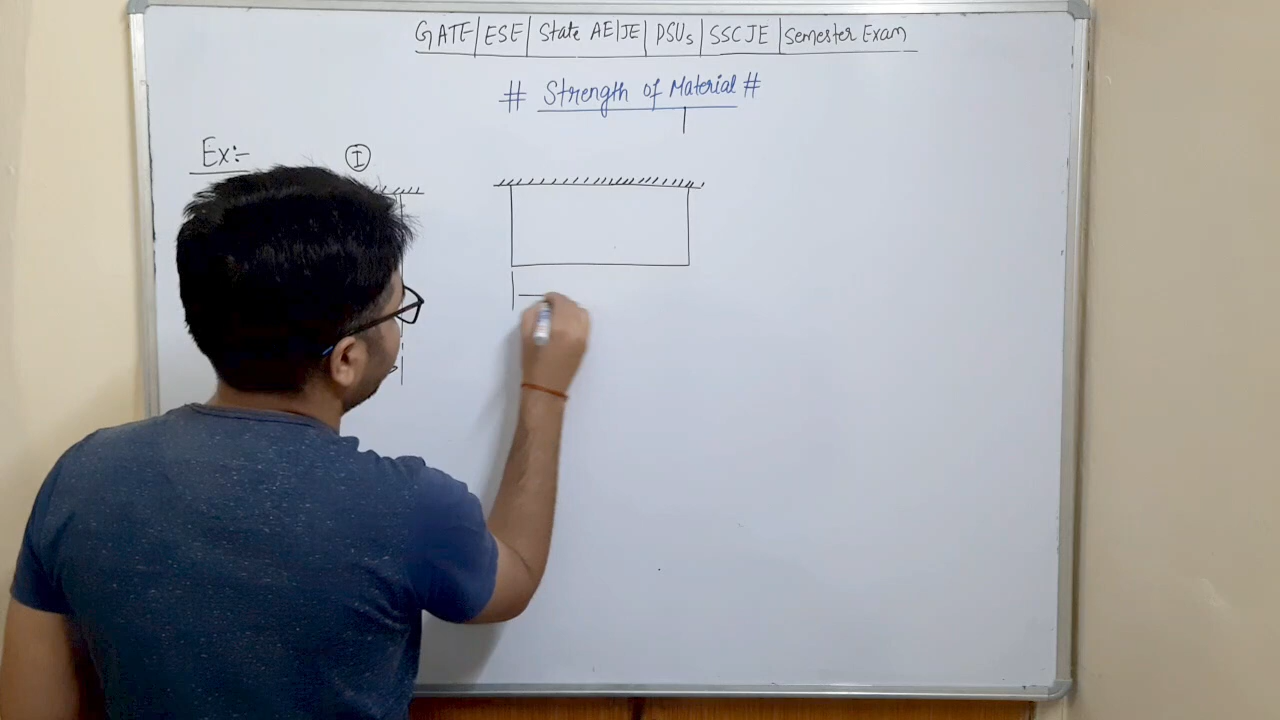 GATE|ESE|State AE|JE|PSUs|SSCJE|Semester Exam
# Strength of Material #
Ex:-
I